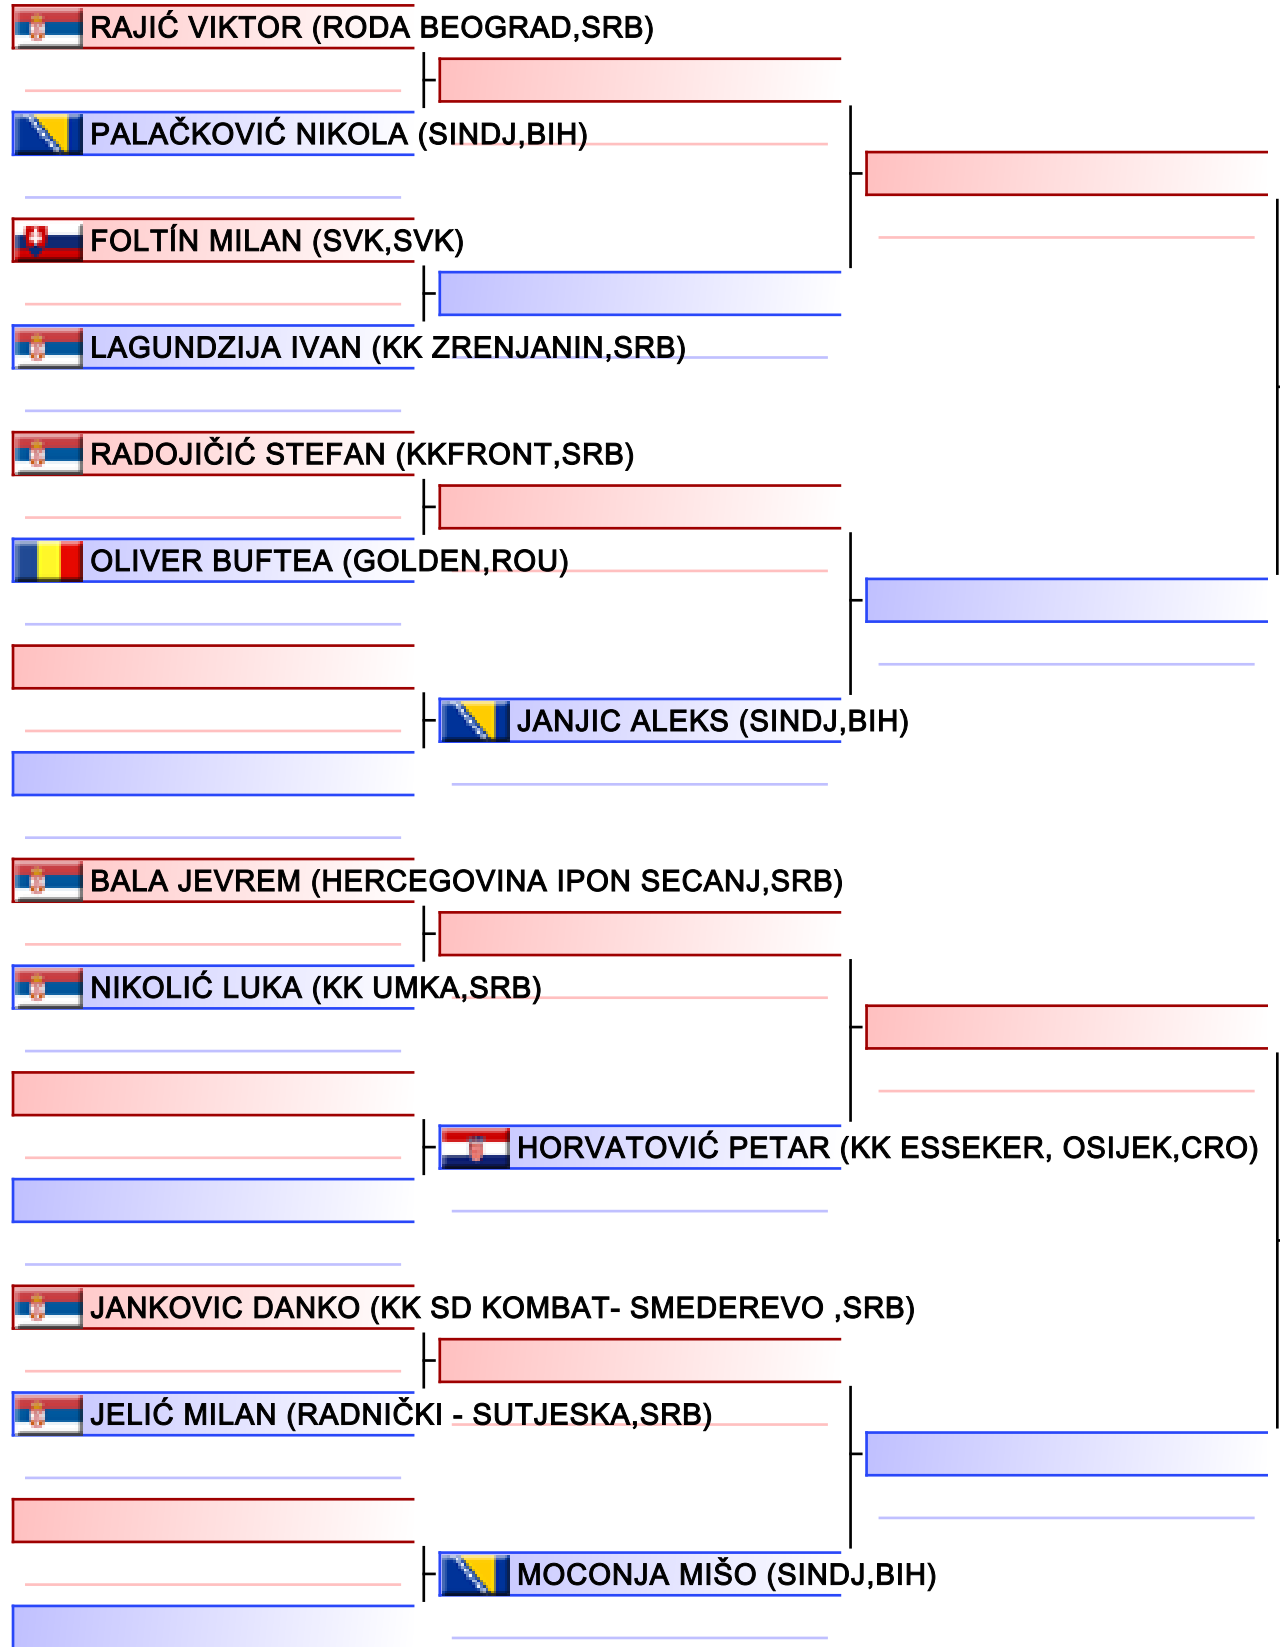 RAJIĆ VIKTOR (RODA BEOGRAD,SRB)
PALAČKOVIĆ NIKOLA (SINDJ,BIH)
FOLTÍN MILAN (SVK,SVK)
LAGUNDZIJA IVAN (KK ZRENJANIN,SRB)
RADOJIČIĆ STEFAN (KKFRONT,SRB)
OLIVER BUFTEA (GOLDEN,ROU)
JANJIC ALEKS (SINDJ,BIH)
BALA JEVREM (HERCEGOVINA IPON SECANJ,SRB)
NIKOLIĆ LUKA (KK UMKA,SRB)
HORVATOVIĆ PETAR (KK ESSEKER, OSIJEK,CRO)
JANKOVIC DANKO (KK SD KOMBAT- SMEDEREVO ,SRB)
JELIĆ MILAN (RADNIČKI - SUTJESKA,SRB)
MOCONJA MIŠO (SINDJ,BIH)